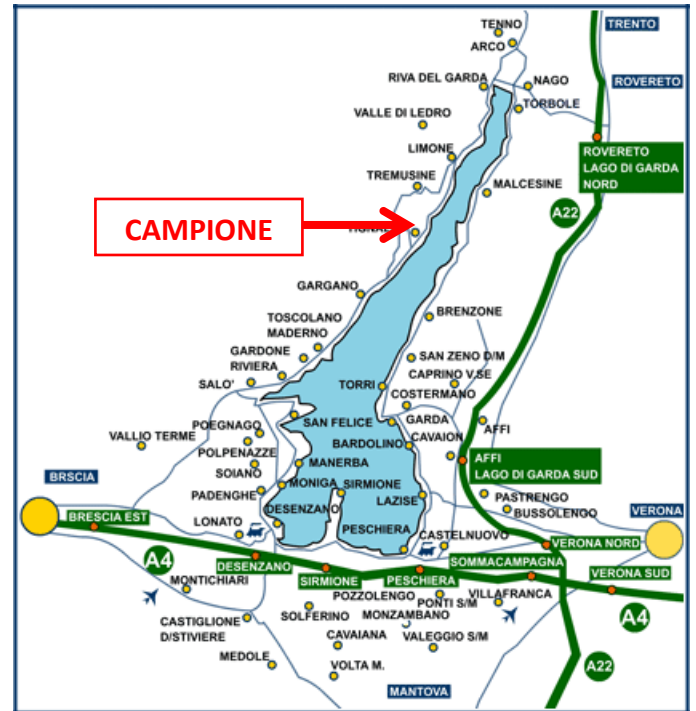 TENNO
TRENTO
ARCO
RIVA DEL GARDA
NAGO
ROVERETO
TORBOLE
VALLE DI LEDRO
LIMONE
ROVERETO
LAGO DI GARDA
NORD
TREMUSINE
MALCESINE
A22
CAMPIONE
GARGANO
TOSCOLANO
MADERNO
BRENZONE
GARDONE
RIVIERA
SAN ZENO D/M
CAPRINO V.SE
SALO'
TORRI
COSTERMANO
POEGNAGO
SAN FELICE
GARDA
AFFI
VALLIO TERME
POLPENAZZE
BARDOLINO
CAVAION
SOIANO
MANERBA
AFFI
LAGO DI GARDA SUD
BRSCIA
PADENGHE
MONIGA
SIRMIONE
LAZISE
PASTRENGO
BUSSOLENGO
VERONA
BRESCIA EST
LONATO
DESENZANO
PESCHIERA
CASTELNUOVO
VERONA NORD
A4
DESENZANO
SIRMIONE
PESCHIERA
SOMMACAMPAGNA
VERONA SUD
MONTICHIARI
POZZOLENGO
PONTI S/M
VILLAFRANCA
A4
CASTIGLIONE
D/STIVIERE
SOLFERINO
MONZAMBANO
CAVAIANA
VALEGGIO S/M
MEDOLE
VOLTA M.
A22
MANTOVA